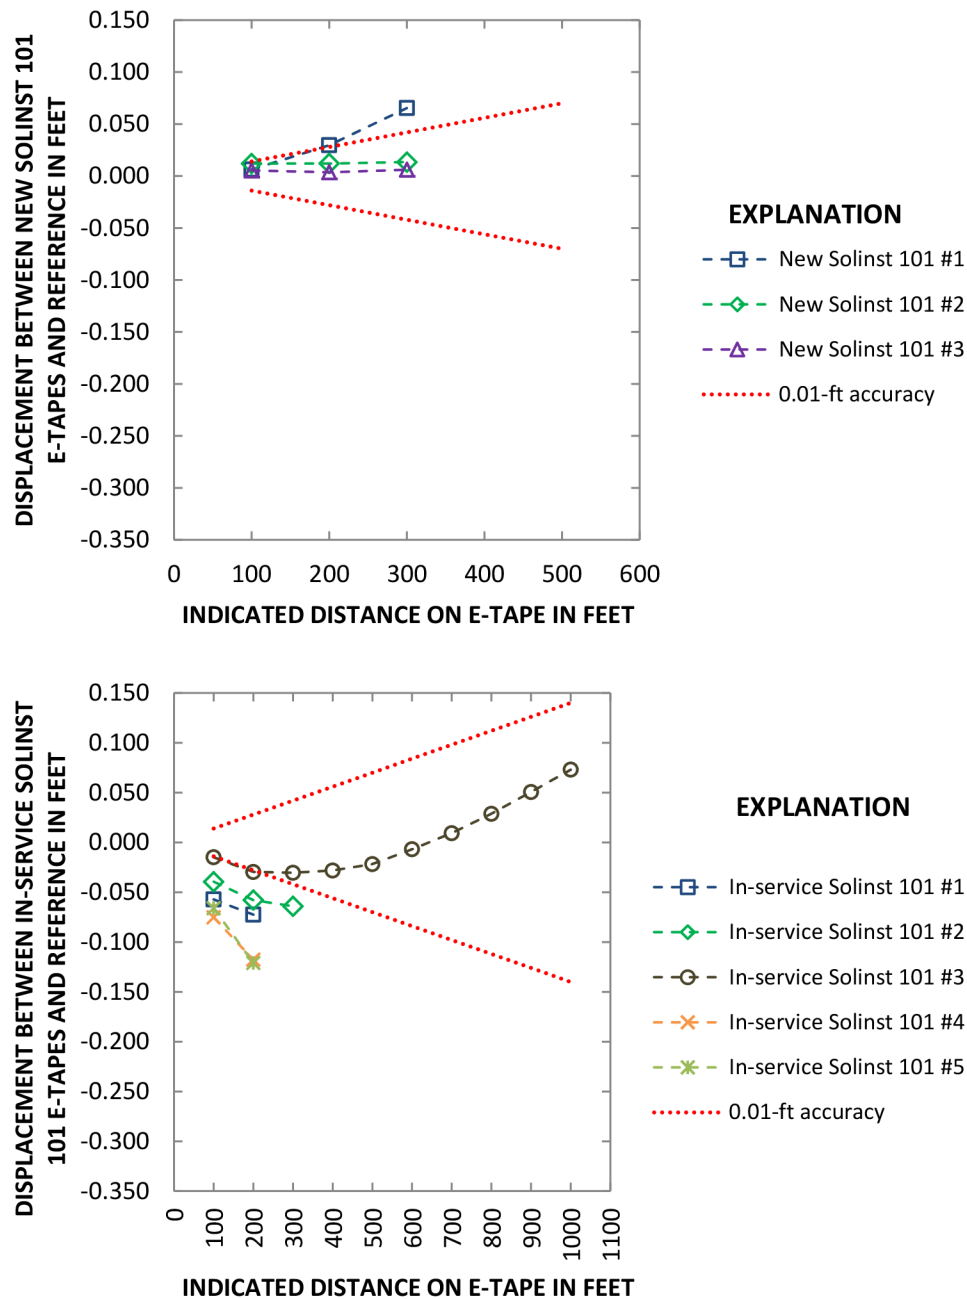 DISPLACEMENT BETWEEN NEW SOLINST 101
E-TAPES AND REFERENCE IN FEET
0.150
0.100
0.050
0.000
-0.050
-0.100
-0.150
-0.200
-0.250
-0.300
-0.350
0 100 200 300 400 500 600
INDICATED DISTANCE ON E-TAPE IN FEET
EXPLANATION
New Solinst 101 #1
New Solinst 101 #2
New Solinst 101 #3
0.01-ft accuracy
DISPLACEMENT BETWEEN IN-SERVICE SOLINST
101 E-TAPES AND REFERENCE IN FEET
0.150
0.100
0.050
0.000
-0.050
-0.100
-0.150
-0.200
-0.250
-0.300
-0.350
0 100 200 300 400 500 600 700 800 900 1000 1100
INDICATED DISTANCE ON E-TAPE IN FEET
EXPLANATION
In-service Solinst 101 #1
In-service Solinst 101 #2
In-service Solinst 101 #3
In-service Solinst 101 #4
In-service Solinst 101 #5
0.01-ft accuracy